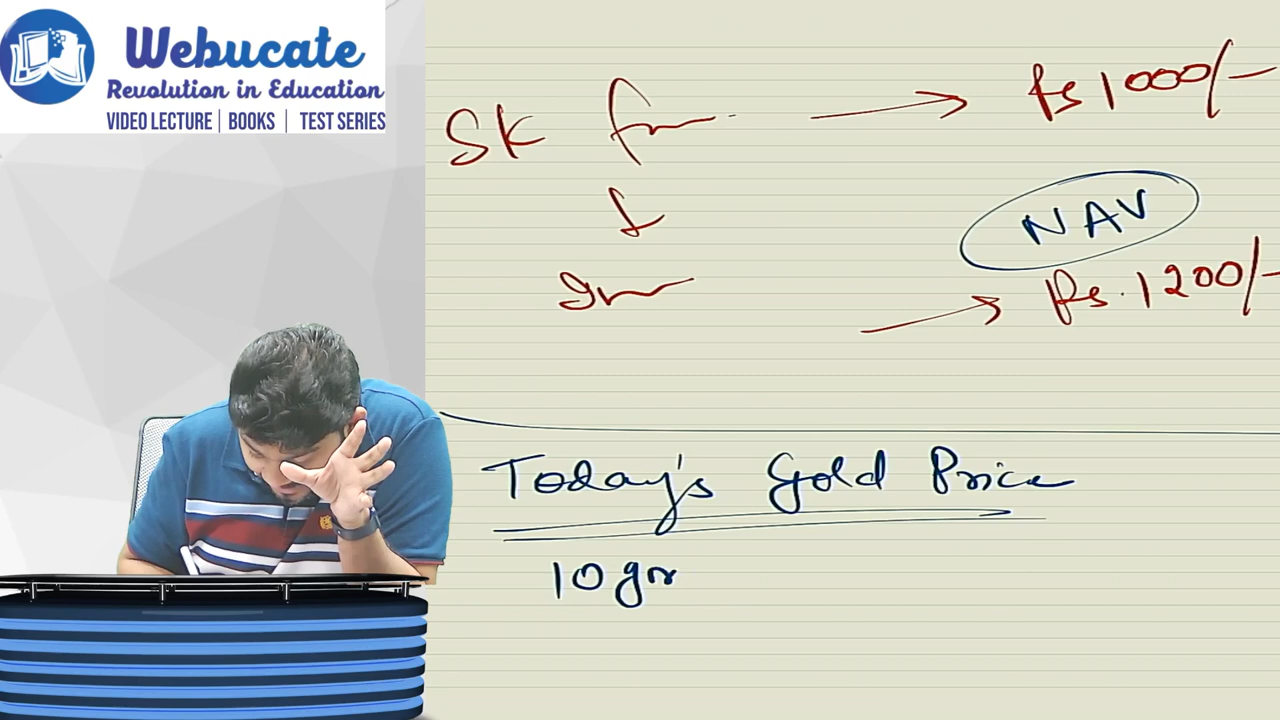 Webucate
Revolution in Education
VIDEO LECTURE | BOOKS | TEST SERIES
SK → Rs 1000/-
NAV
→ Rs. 1200/-
Today's Gold Price
10 gm